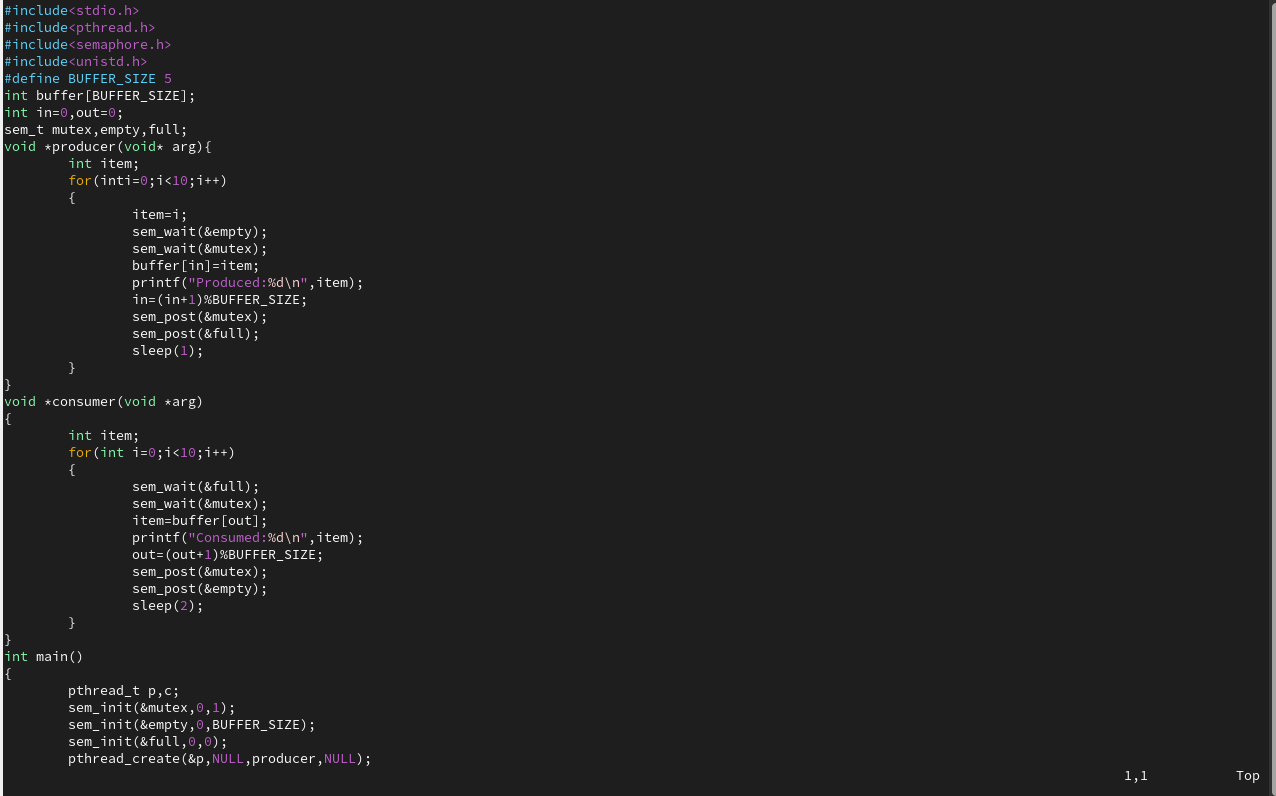 #include<stdio.h>
#include<pthread.h>
#include<semaphore.h>
#include<unistd.h>
#define BUFFER_SIZE 5
int buffer[BUFFER_SIZE];
int in=0,out=0;
sem_t mutex,empty,full;
void *producer(void* arg){
        int item;
        for(inti=0;i<10;i++)
        {
                item=i;
                sem_wait(&empty);
                sem_wait(&mutex);
                buffer[in]=item;
                printf("Produced:%d\n",item);
                in=(in+1)%BUFFER_SIZE;
                sem_post(&mutex);
                sem_post(&full);
                sleep(1);
        }
}
void *consumer(void *arg)
{
        int item;
        for(int i=0;i<10;i++)
        {
                sem_wait(&full);
                sem_wait(&mutex);
                item=buffer[out];
                printf("Consumed:%d\n",item);
                out=(out+1)%BUFFER_SIZE;
                sem_post(&mutex);
                sem_post(&empty);
                sleep(2);
        }
}
int main()
{
        pthread_t p,c;
        sem_init(&mutex,0,1);
        sem_init(&empty,0,BUFFER_SIZE);
        sem_init(&full,0,0);
        pthread_create(&p,NULL,producer,NULL);
1,1 Top